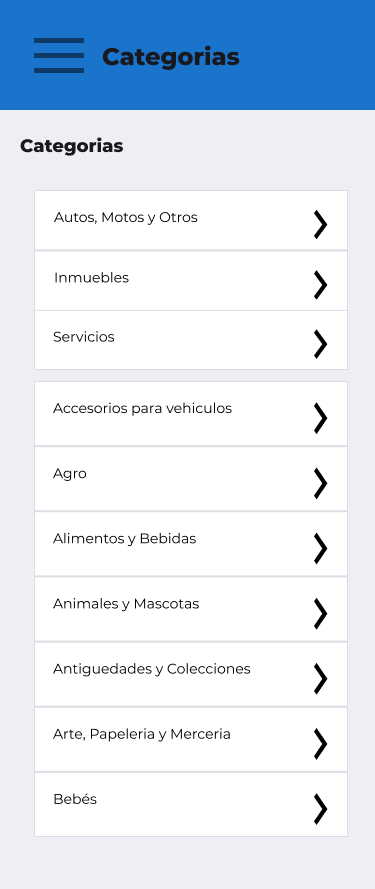 Categorias
Categorias
Autos, Motos y Otros
Inmuebles
Servicios
Accesorios para vehiculos
Agro
Alimentos y Bebidas
Animales y Mascotas
Antiguedades y Colecciones
Arte, Papeleria y Merceria
Bebés